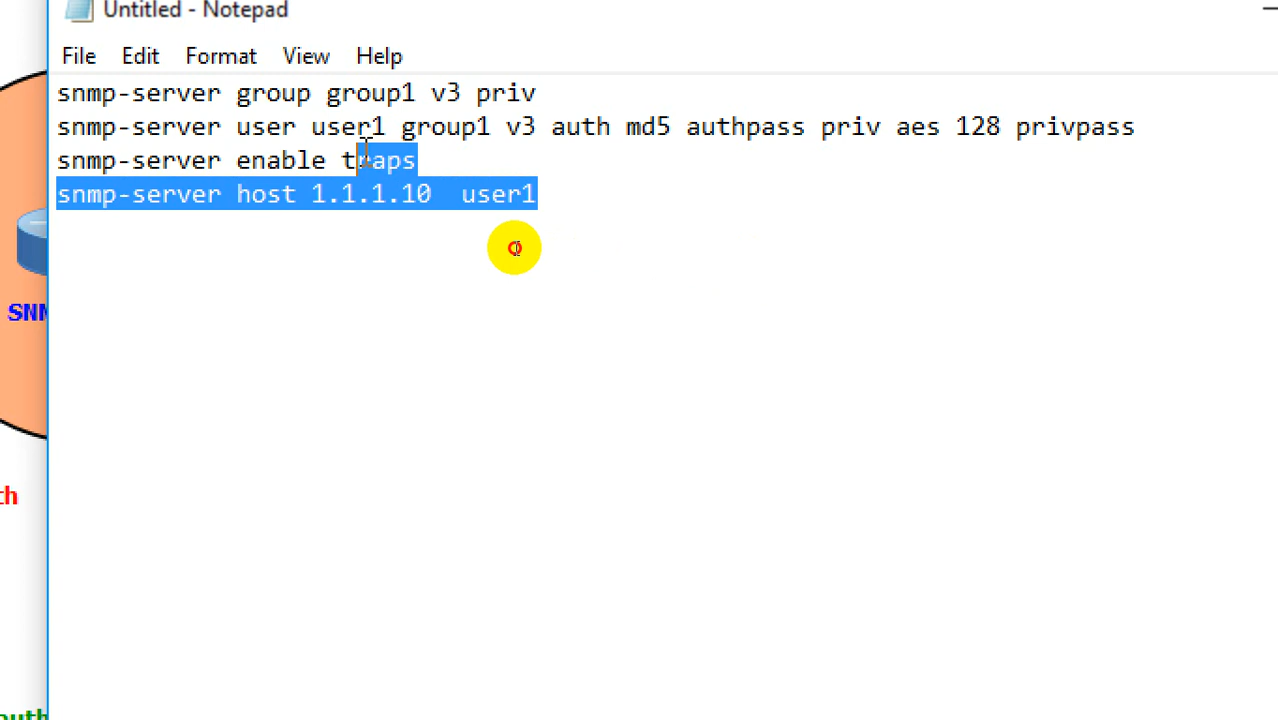 Untitled - Notepad
File Edit Format View Help
snmp-server group group1 v3 priv
snmp-server user user1 group1 v3 auth md5 authpass priv aes 128 privpass
snmp-server enable traps
snmp-server host 1.1.1.10  user1